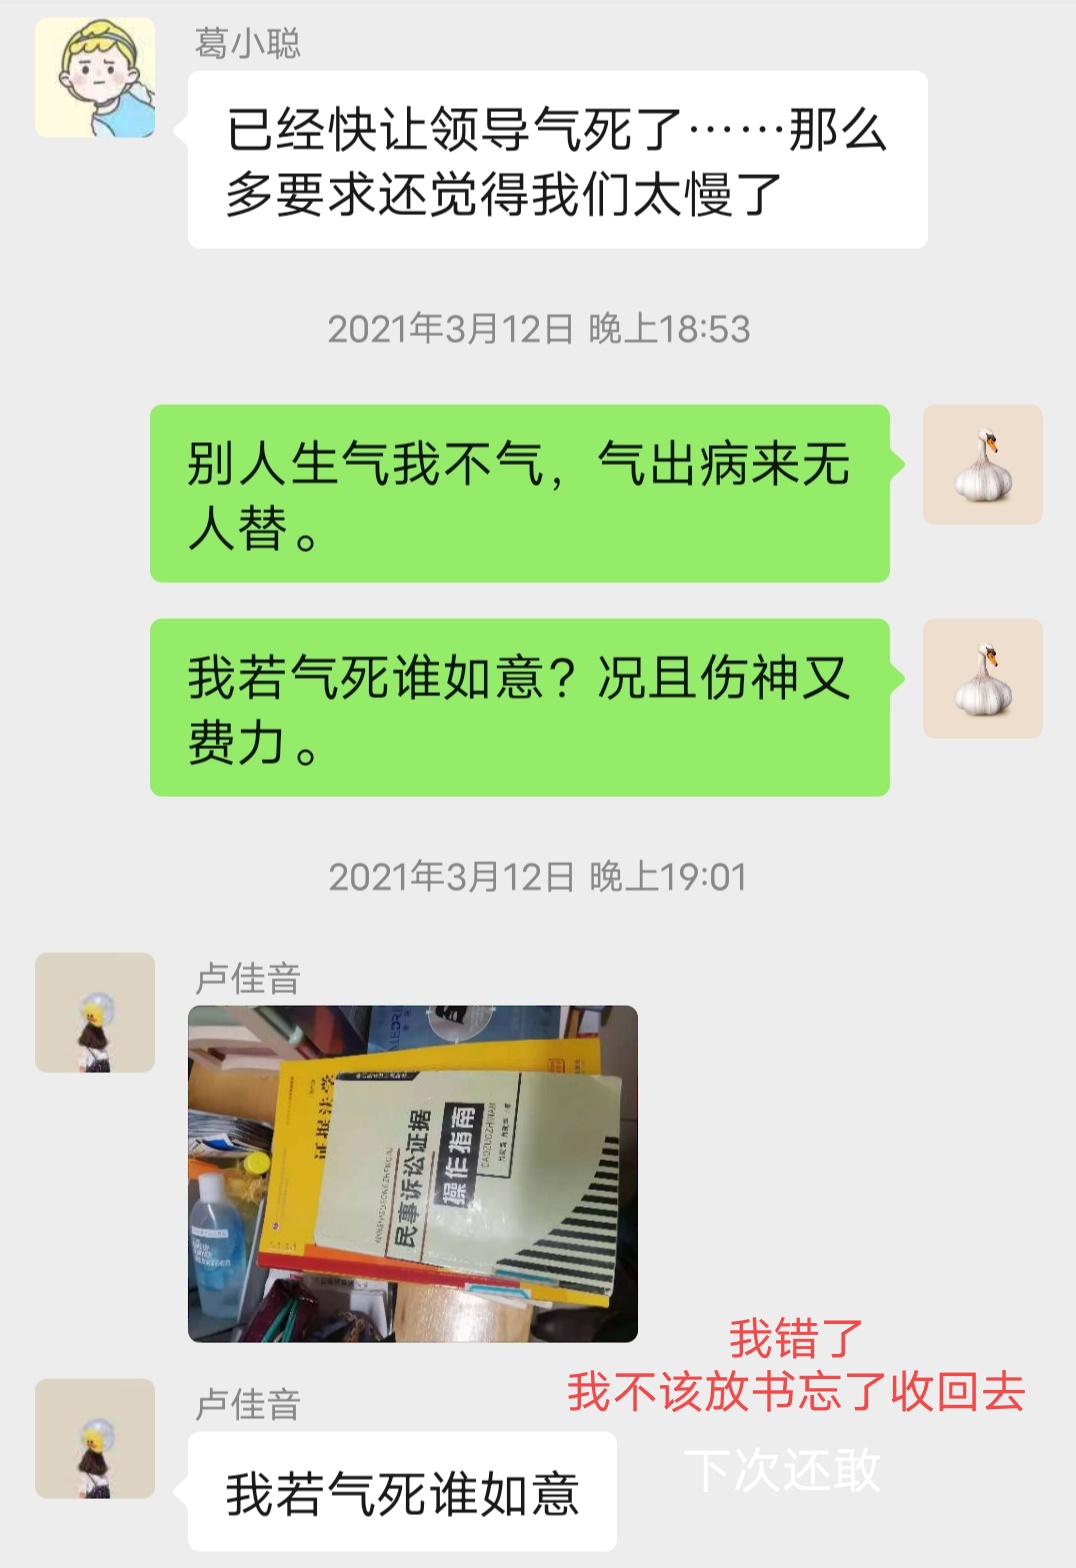 葛小聪
已经快让领导气死了……那么
多要求还觉得我们太慢了
2021年3月12日 晚上18:53
别人生气我不气，气出病来无
人替。
我若气死谁如意？况且伤神又
费力。
2021年3月12日 晚上19:01
卢佳音
证据法学
民事诉讼证据
操作指南
CAOZUOZHINAN
我错了
我不该放书忘了收回去
卢佳音
下次还敢
我若气死谁如意